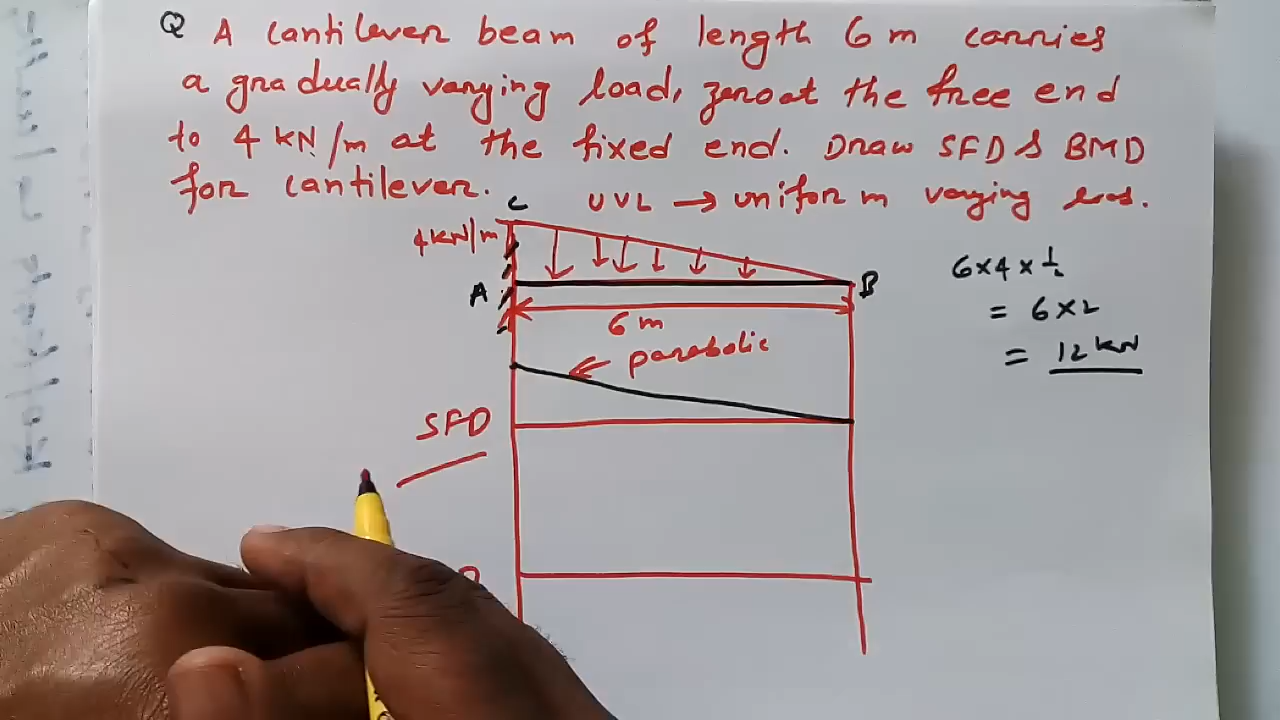 Q A cantilever beam of length 6 m carries
a gradually varying load, zero at the free end
to 4 KN/m at the fixed end. Draw SFD & BMD
for cantilever.
UVL → uniform varying load.
C
4KN/m
A
B
6 m
6×4×1/2
= 6×2
= 12 KN
parabolic
SFD